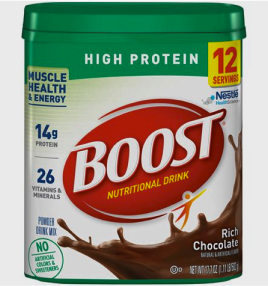 HIGH PROTEIN
12
SERVINGS
Nestlé
HealthScience
MUSCLE
HEALTH
& ENERGY
14g
PROTEIN
BOOST
NUTRITIONAL DRINK
26
VITAMINS &
MINERALS
POWDER
DRINK MIX
Rich
Chocolate
NO
ARTIFICIAL
COLORS &
SWEETENERS